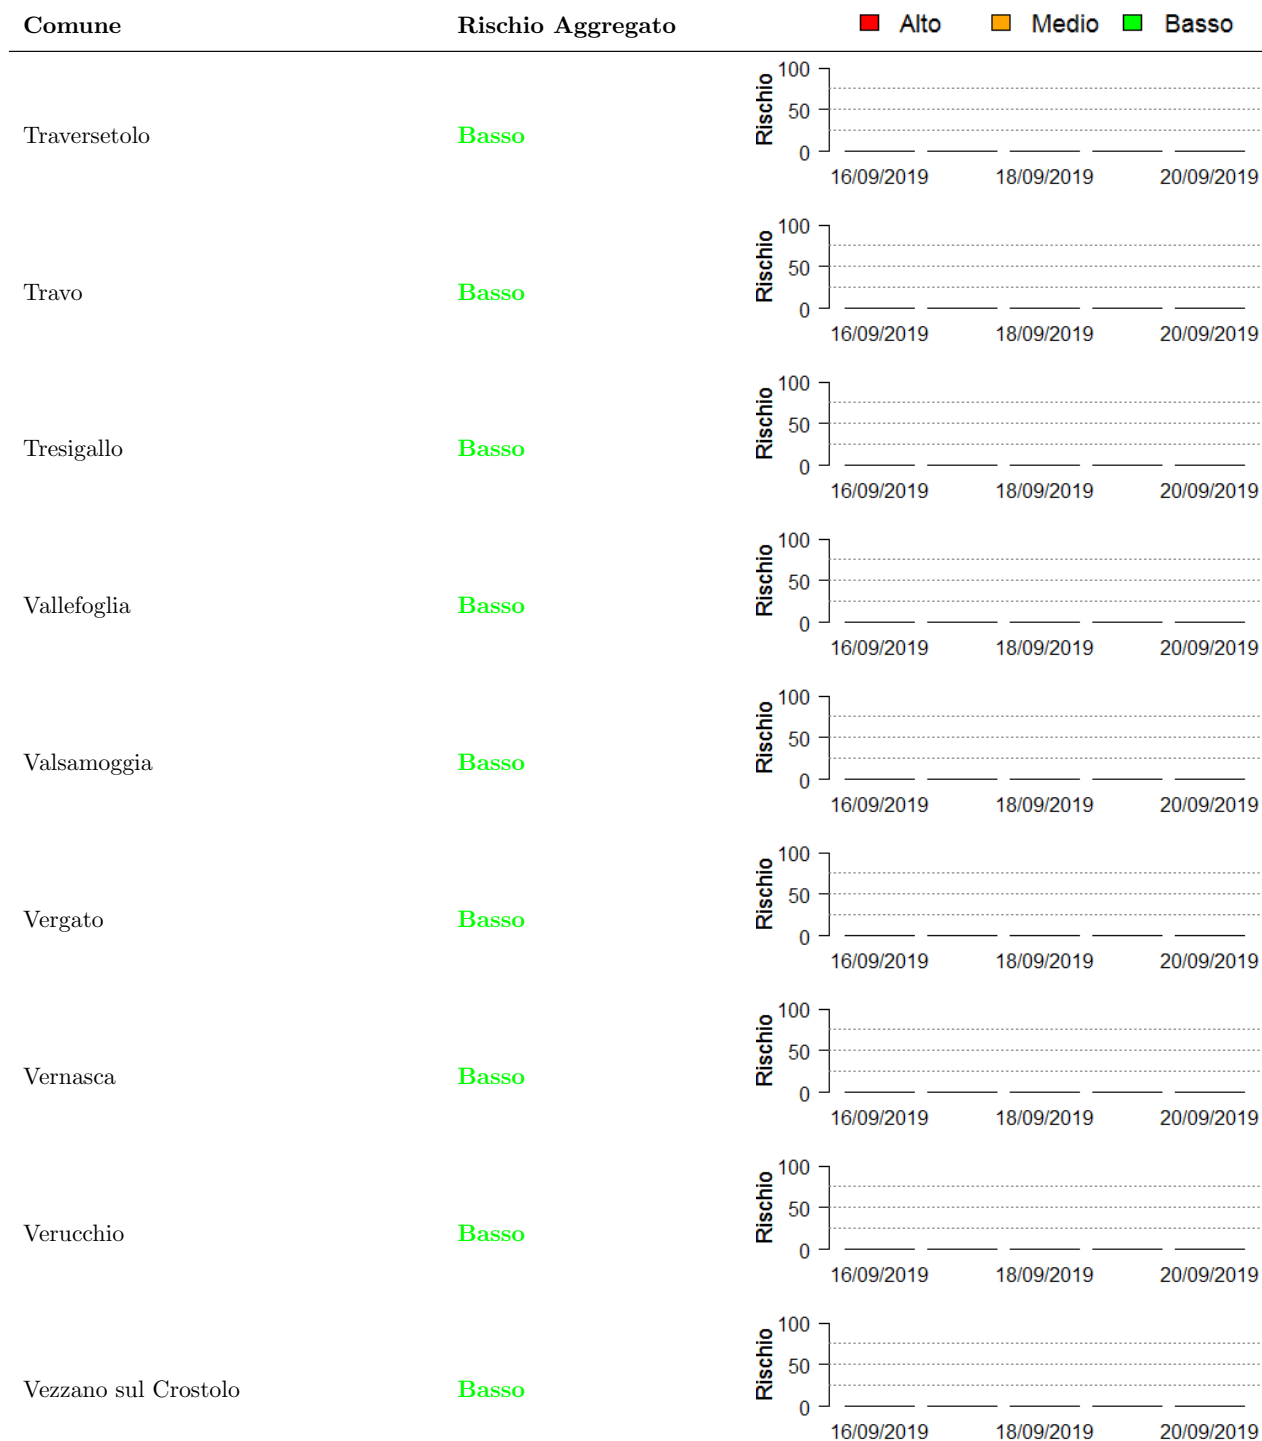 Comune Rischio Aggregato Alto Medio Basso
100
50
0
Rischio
Traversetolo Basso
16/09/2019 18/09/2019 20/09/2019
100
50
0
Rischio
Travo Basso
16/09/2019 18/09/2019 20/09/2019
100
50
0
Rischio
Tresigallo Basso
16/09/2019 18/09/2019 20/09/2019
100
50
0
Rischio
Vallefoglia Basso
16/09/2019 18/09/2019 20/09/2019
100
50
0
Rischio
Valsamoggia Basso
16/09/2019 18/09/2019 20/09/2019
100
50
0
Rischio
Vergato Basso
16/09/2019 18/09/2019 20/09/2019
100
50
0
Rischio
Vernasca Basso
16/09/2019 18/09/2019 20/09/2019
100
50
0
Rischio
Verucchio Basso
16/09/2019 18/09/2019 20/09/2019
100
50
0
Rischio
Vezzano sul Crostolo Basso
16/09/2019 18/09/2019 20/09/2019